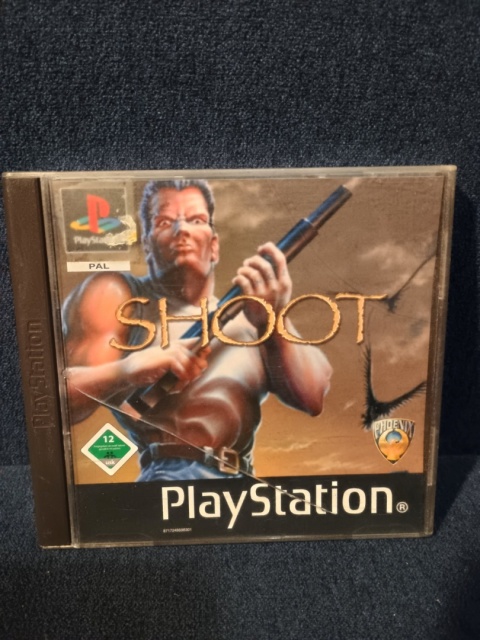 PlayStation
PAL
SHOOT
PlayStation
12
PHOENIX
PlayStation®